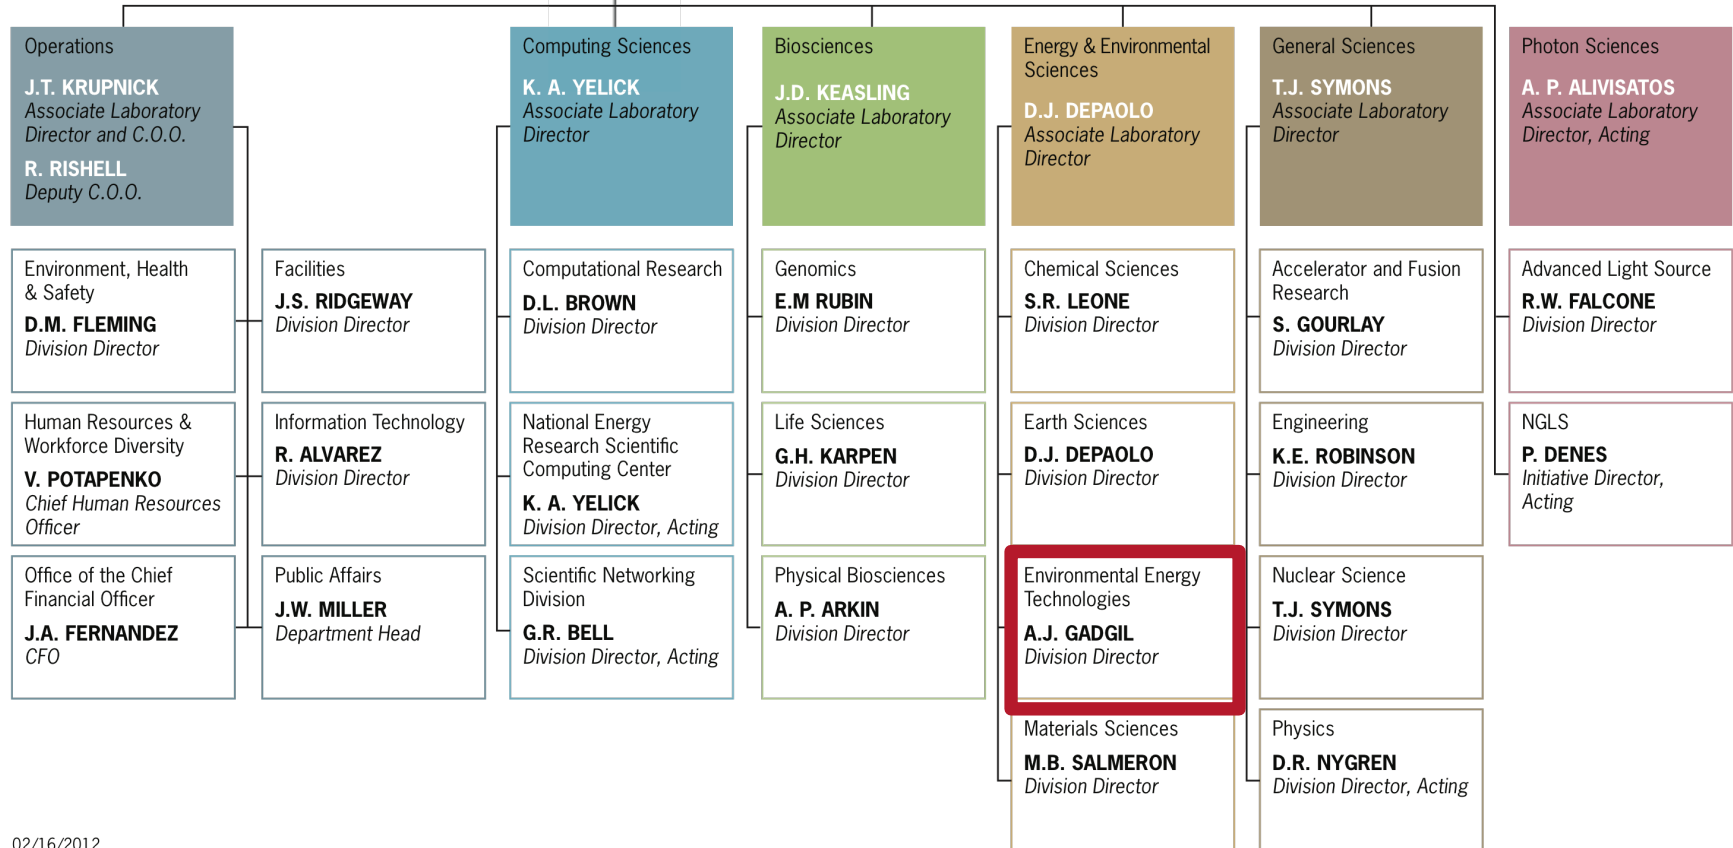 Operations
J.T. KRUPNICK
Associate Laboratory
Director and C.O.O.
R. RISHELL
Deputy C.O.O.
Computing Sciences
K. A. YELICK
Associate Laboratory
Director
Biosciences
J.D. KEASLING
Associate Laboratory
Director
Energy & Environmental
Sciences
D.J. DEPAOLO
Associate Laboratory
Director
General Sciences
T.J. SYMONS
Associate Laboratory
Director
Photon Sciences
A. P. ALIVISATOS
Associate Laboratory
Director, Acting
Environment, Health
& Safety
D.M. FLEMING
Division Director
Facilities
J.S. RIDGEWAY
Division Director
Computational Research
D.L. BROWN
Division Director
Genomics
E.M RUBIN
Division Director
Chemical Sciences
S.R. LEONE
Division Director
Accelerator and Fusion
Research
S. GOURLAY
Division Director
Advanced Light Source
R.W. FALCONE
Division Director
Human Resources &
Workforce Diversity
V. POTAPENKO
Chief Human Resources
Officer
Information Technology
R. ALVAREZ
Division Director
National Energy
Research Scientific
Computing Center
K. A. YELICK
Division Director, Acting
Life Sciences
G.H. KARPEN
Division Director
Earth Sciences
D.J. DEPAOLO
Division Director
Engineering
K.E. ROBINSON
Division Director
NGLS
P. DENES
Initiative Director,
Acting
Office of the Chief
Financial Officer
J.A. FERNANDEZ
CFO
Public Affairs
J.W. MILLER
Department Head
Scientific Networking
Division
G.R. BELL
Division Director, Acting
Physical Biosciences
A. P. ARKIN
Division Director
Environmental Energy
Technologies
A.J. GADGIL
Division Director
Nuclear Science
T.J. SYMONS
Division Director
Materials Sciences
M.B. SALMERON
Division Director
Physics
D.R. NYGREN
Division Director, Acting
02/16/2012